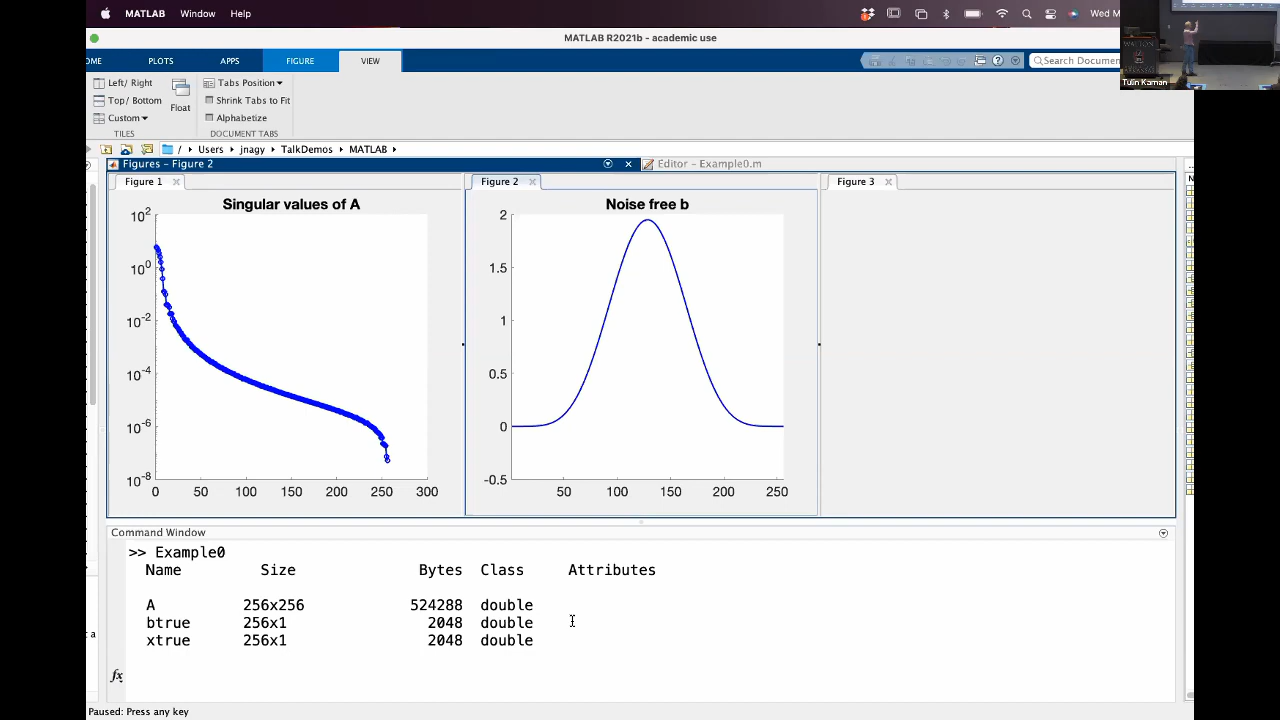 MATLAB Window Help Wed M
MATLAB R2021b - academic use
OME PLOTS APPS FIGURE VIEW Search Documen
Left/ Right
Top/ Bottom
Custom
Float
Tabs Position
Shrink Tabs to Fit
Alphabetize
TILES DOCUMENT TABS
/ Users jnagy TalkDemos MATLAB
Figures - Figure 2 Editor - Example0.m
Figure 1 Figure 2 Figure 3
Singular values of A
10^2
10^0
10^-2
10^-4
10^-6
10^-8
0 50 100 150 200 250 300
Noise free b
2
1.5
1
0.5
0
-0.5
50 100 150 200 250
Command Window
>> Example0
Name Size Bytes Class Attributes
A 256x256 524288 double
btrue 256x1 2048 double
xtrue 256x1 2048 double
fx
Paused: Press any key
WALTON
Tulin Kaman